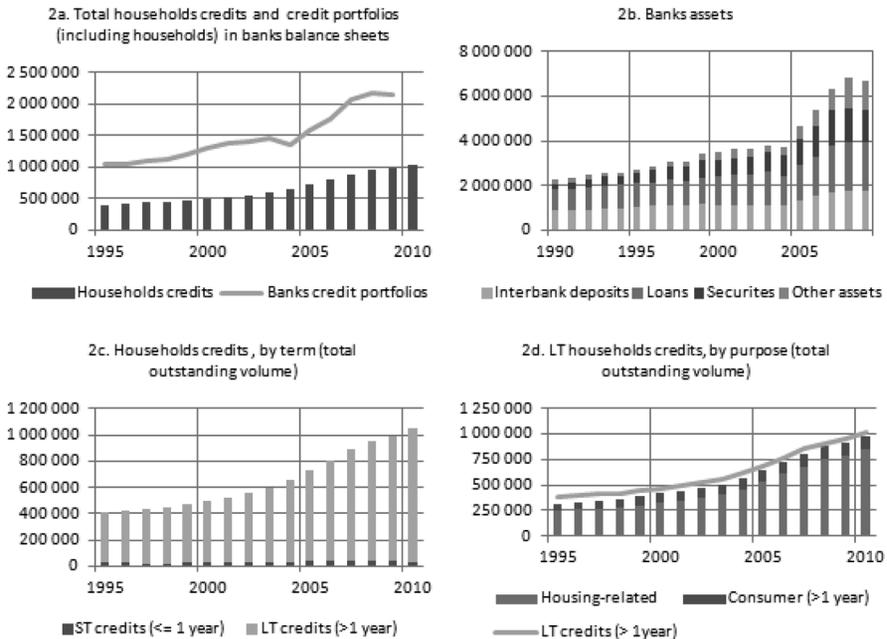 2a. Total households credits and credit portfolios
(including households) in banks balance sheets
2 500 000
2 000 000
1 500 000
1 000 000
500 000
0
1995
2000
2005
2010
Households credits
Banks credit portfolios
2b. Banks assets
8 000 000
6 000 000
4 000 000
2 000 000
0
1990
1995
2000
2005
Interbank deposits
Loans
Securites
Other assets
2c. Households credits , by term (total
outstanding volume)
1 200 000
1 000 000
800 000
600 000
400 000
200 000
0
1995
2000
2005
2010
ST credits (<= 1 year)
LT credits (>1 year)
2d. LT households credits, by purpose (total
outstanding volume)
1 250 000
1 000 000
750 000
500 000
250 000
0
1995
2000
2005
2010
Housing-related
Consumer (>1 year)
LT credits (> 1year)